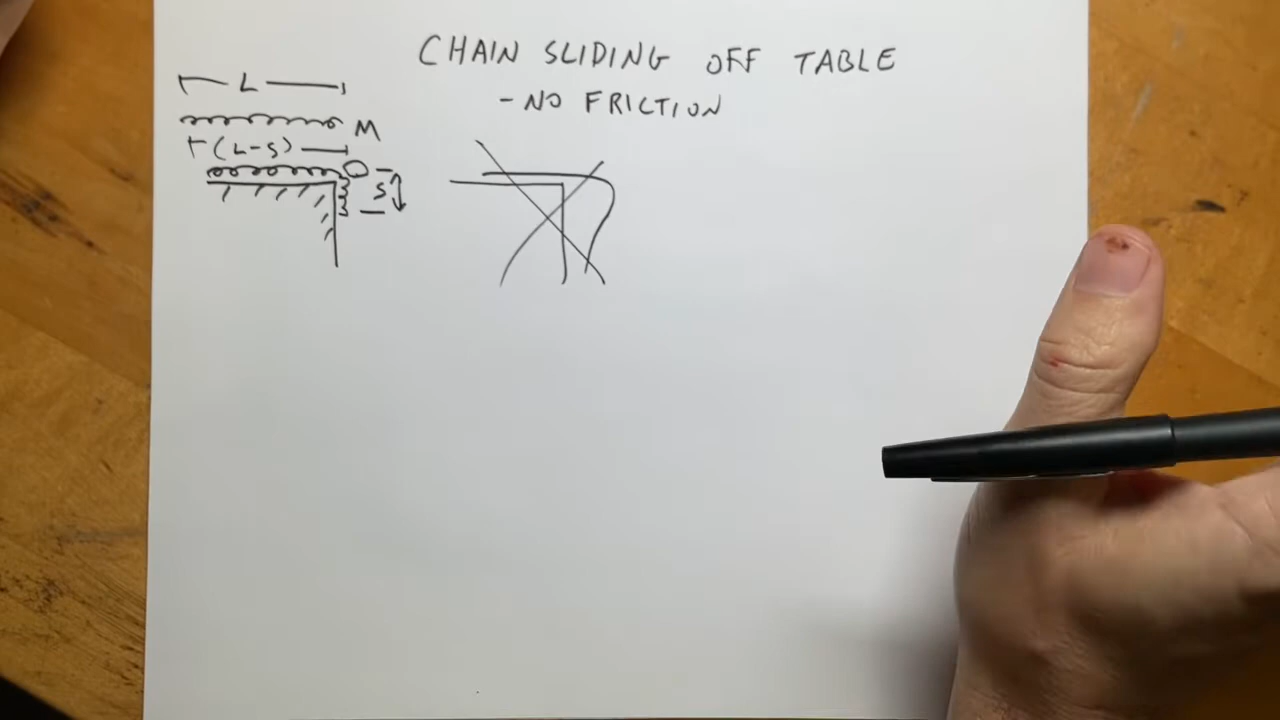 CHAIN SLIDING OFF TABLE
- NO FRICTION
L
M
(L-S)
S